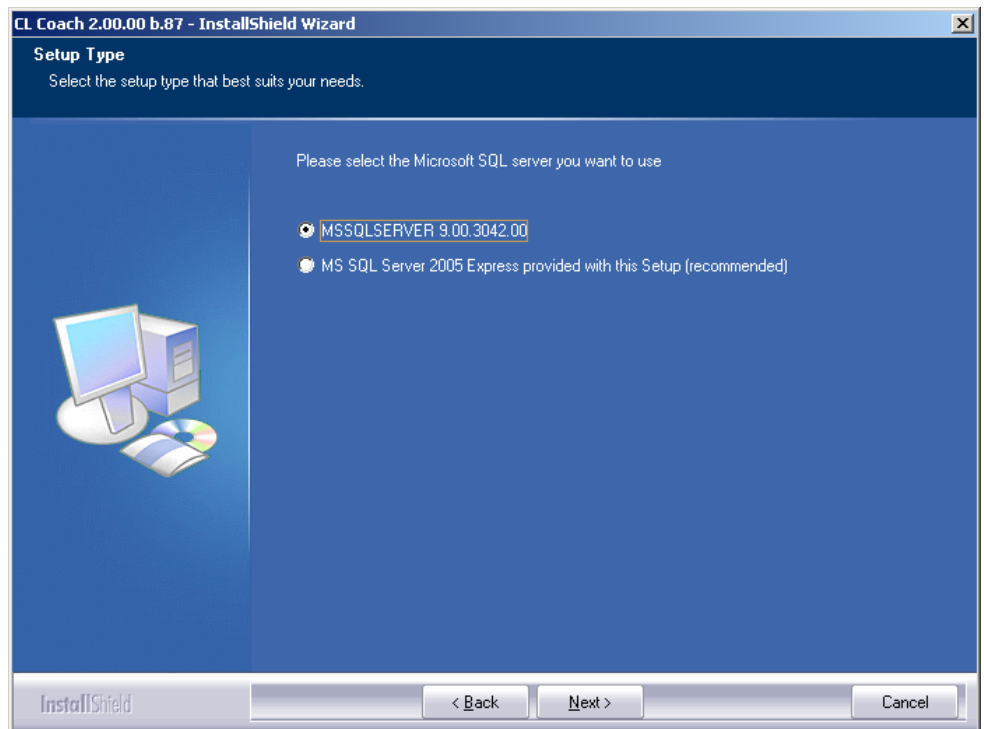 CL Coach 2.00.00 b.87 - InstallShield Wizard
Setup Type
Select the setup type that best suits your needs.
Please select the Microsoft SQL server you want to use
MSSQLSERVER 9.00.3042.00
MS SQL Server 2005 Express provided with this Setup (recommended)
InstallShield
< Back
Next >
Cancel